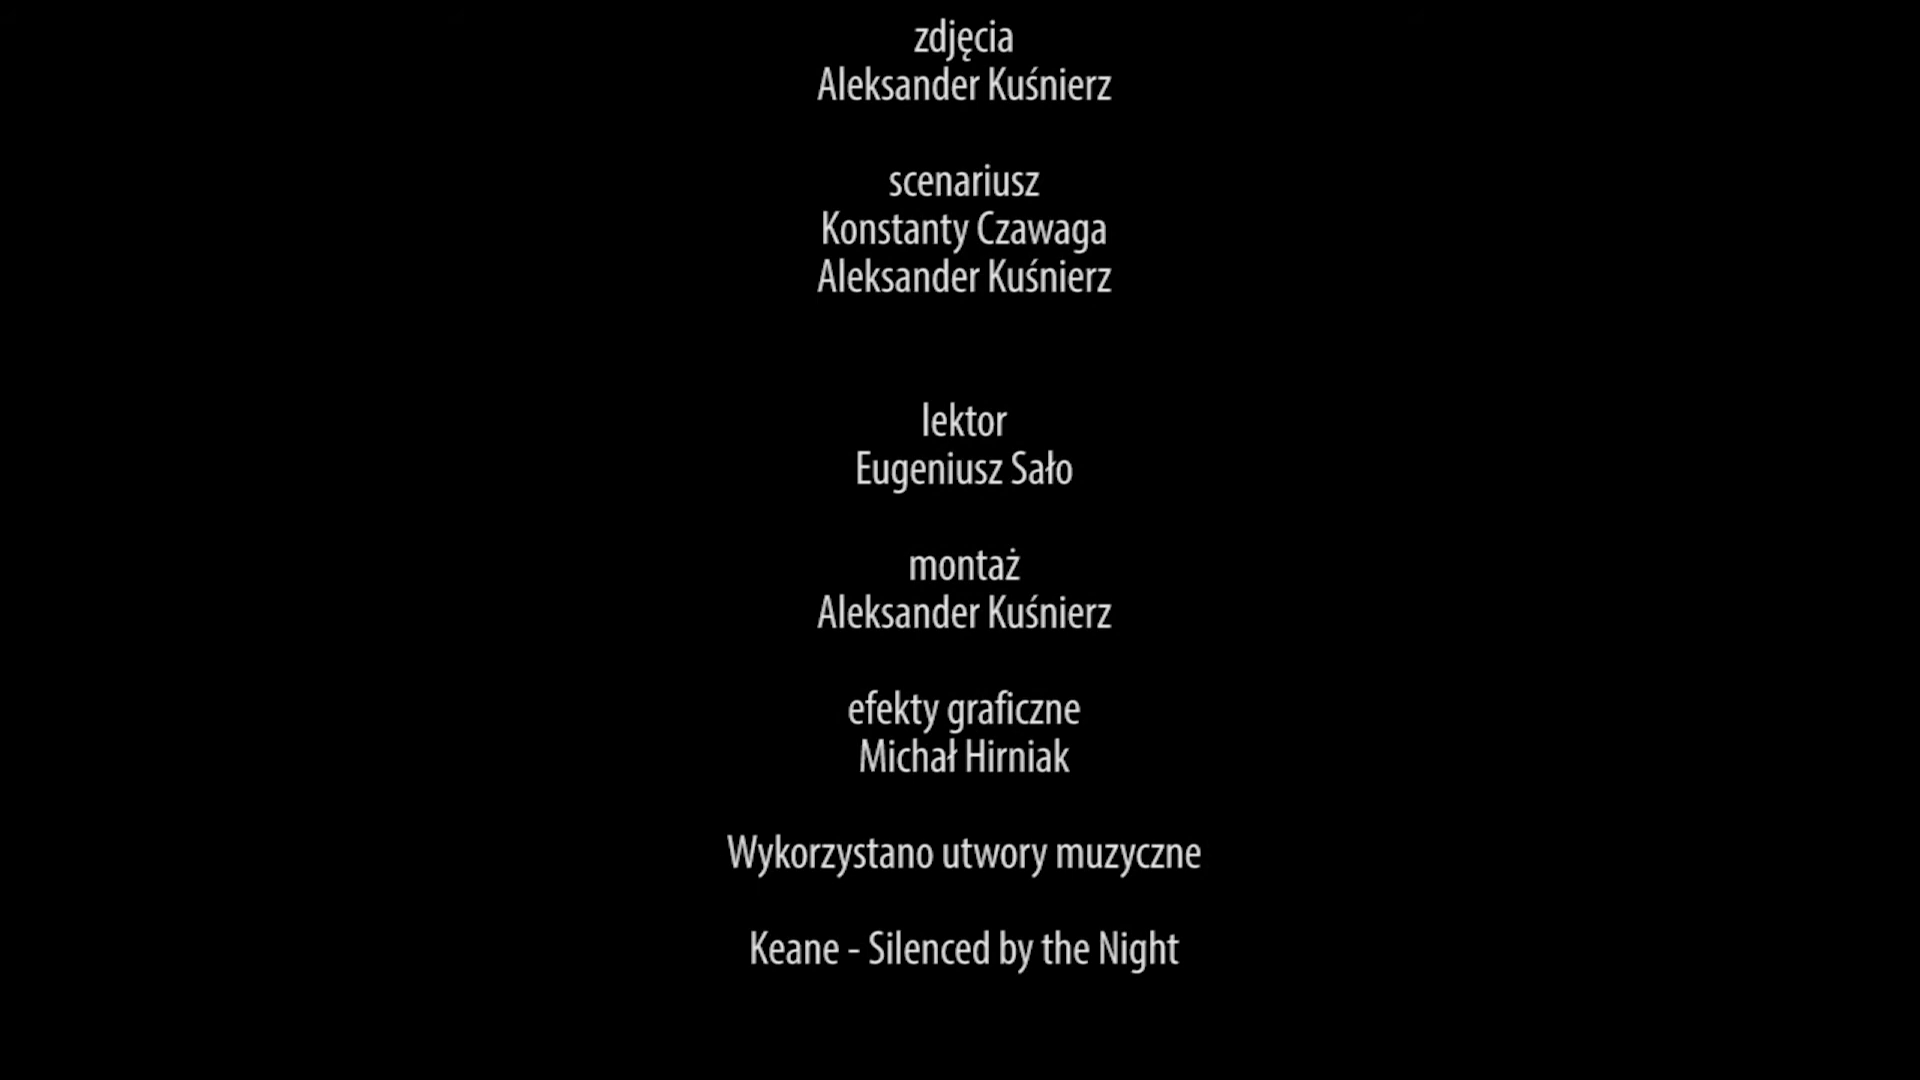 zdjęcia
Aleksander Kuśnierz
scenariusz
Konstanty Czawaga
Aleksander Kuśnierz
lektor
Eugeniusz Sało
montaż
Aleksander Kuśnierz
efekty graficzne
Michał Hirniak
Wykorzystano utwory muzyczne
Keane - Silenced by the Night